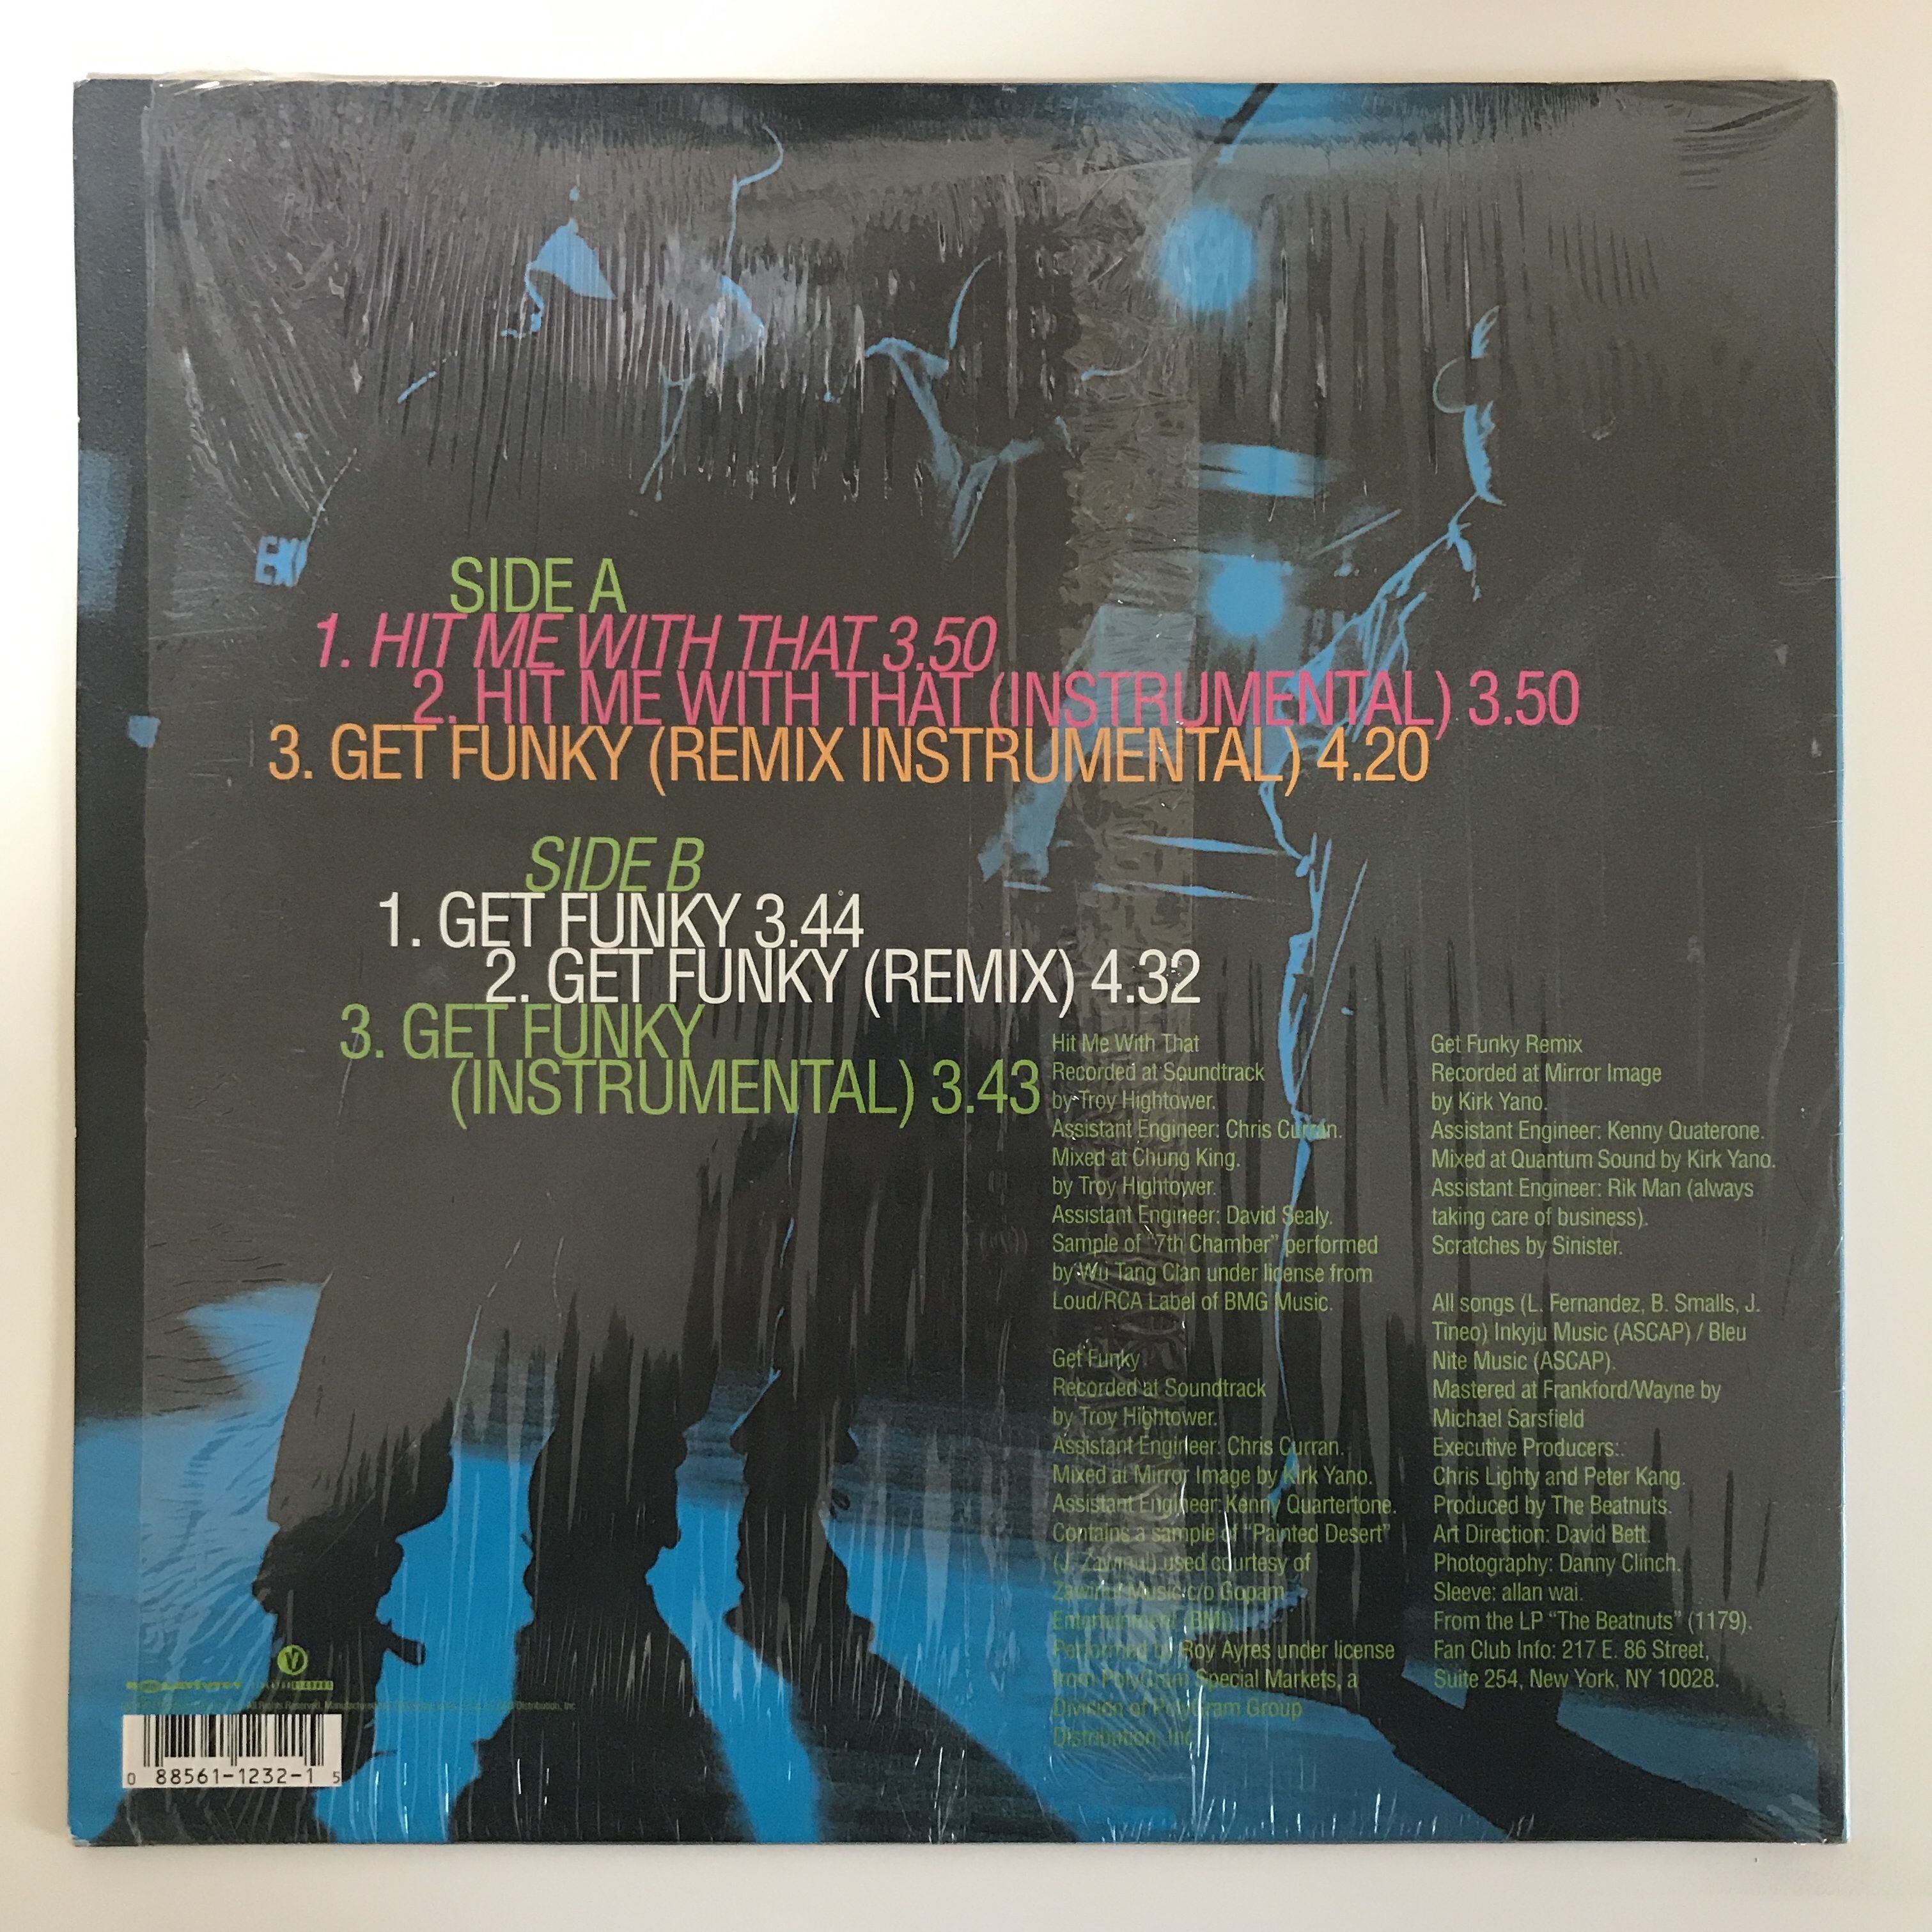 EXI
SIDE A
1. HIT ME WITH THAT 3.50
2. HIT ME WITH THAT (INSTRUMENTAL) 3.50
3. GET FUNKY (REMIX INSTRUMENTAL) 4.20
SIDE B
1. GET FUNKY 3.44
2. GET FUNKY (REMIX) 4.32
3. GET FUNKY
(INSTRUMENTAL) 3.43
Hit Me With That
Recorded at Soundtrack
by Troy Hightower.
Assistant Engineer: Chris Curran.
Mixed at Chung King.
by Troy Hightower.
Assistant Engineer: David Sealy.
Sample of "7th Chamber" performed
by Wu Tang Clan under license from
Loud/RCA Label of BMG Music.
Get Funky
Recorded at Soundtrack
by Troy Hightower.
Assistant Engineer: Chris Curran.
Mixed at Mirror Image by Kirk Yano.
Assistant Engineer: Kenny Quartertone.
Contains a sample of "Painted Desert"
(J. Zawinul) used courtesy of
Zawinul Music c/o Gopam
Entertainment (BMI)
Performed by Roy Ayres under license
from PolyGram Special Markets, a
Division of PolyGram Group
Distribution, Inc
Get Funky Remix
Recorded at Mirror Image
by Kirk Yano.
Assistant Engineer: Kenny Quaterone.
Mixed at Quantum Sound by Kirk Yano.
Assistant Engineer: Rik Man (always
taking care of business).
Scratches by Sinister.
All songs (L. Fernandez, B. Smalls, J.
Tineo) Inkyju Music (ASCAP) / Bleu
Nite Music (ASCAP).
Mastered at Frankford/Wayne by
Michael Sarsfield
Executive Producers:.
Chris Lighty and Peter Kang.
Produced by The Beatnuts.
Art Direction: David Bett.
Photography: Danny Clinch.
Sleeve: allan wai.
From the LP "The Beatnuts" (1179).
Fan Club Info: 217 E. 86 Street,
Suite 254, New York, NY 10028.
V
All Rights Reserved. Distribution, Inc
0 88561-1232-1 5